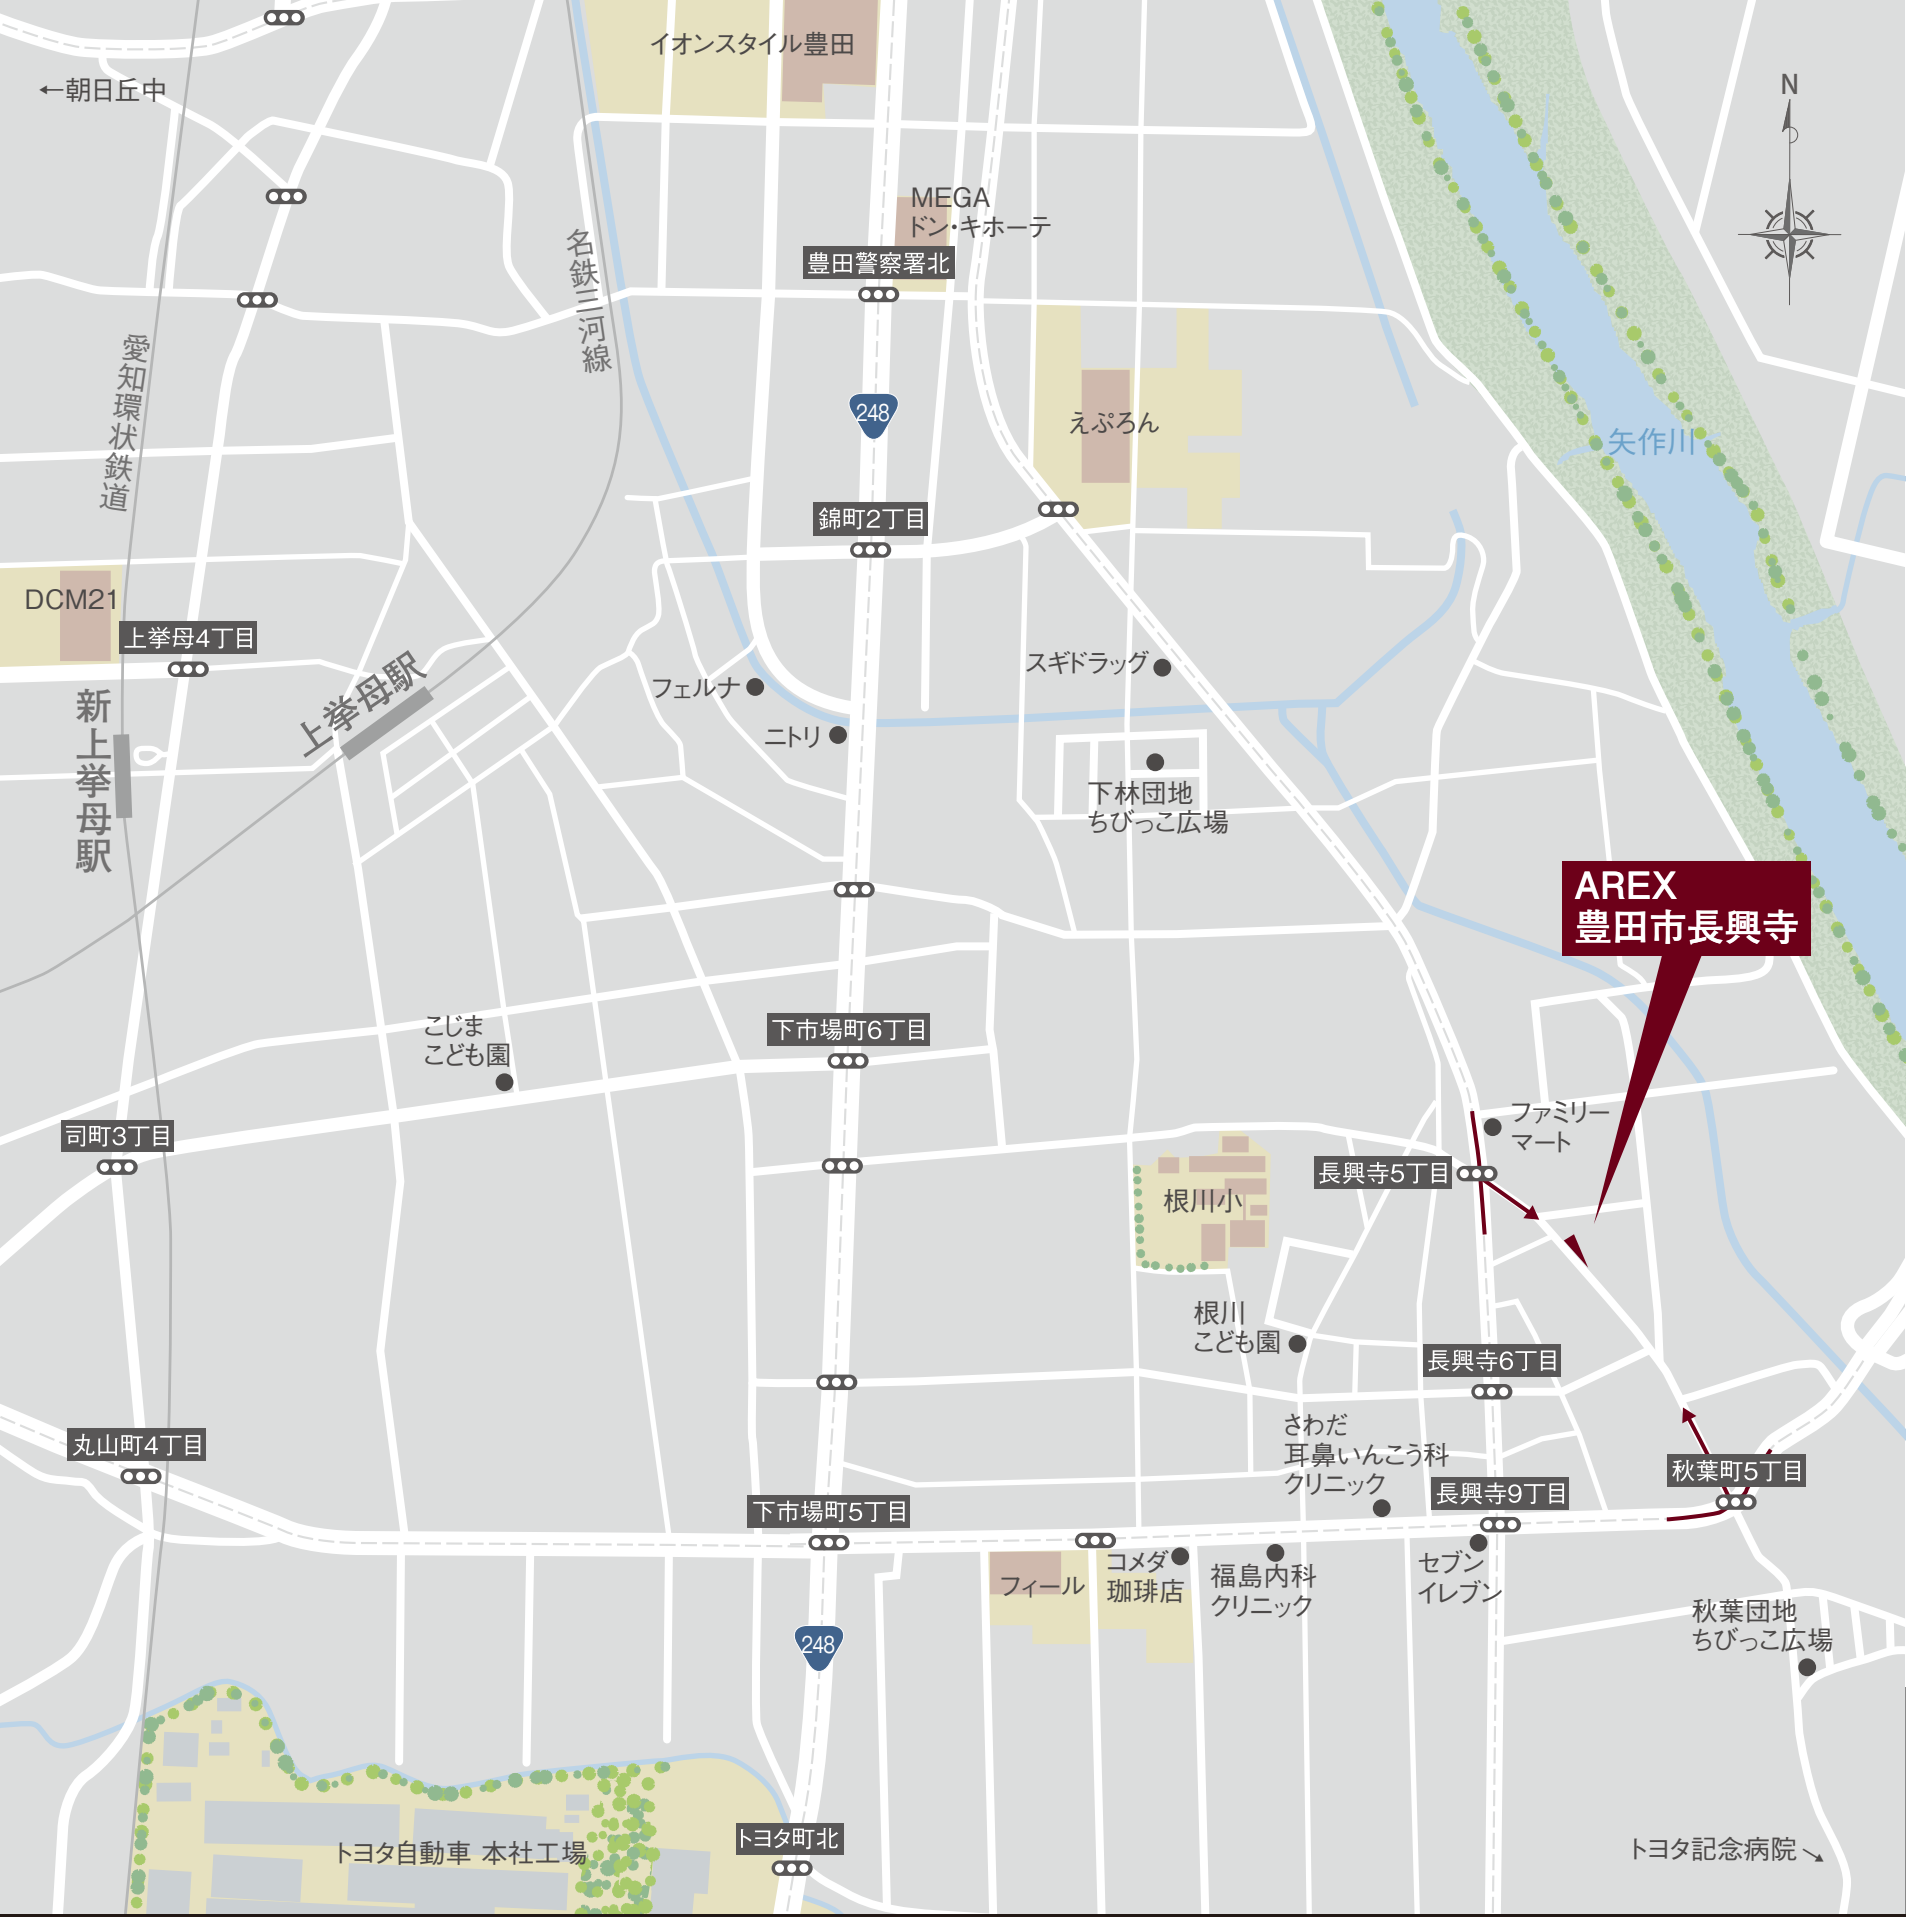 イオンスタイル豊田
←朝日丘中
N
MEGA
ドン・キホーテ
豊田警察署北
名鉄三河線
愛知環状鉄道
248
えぷろん
矢作川
錦町2丁目
DCM21
上挙母4丁目
上挙母駅
新上挙母駅
スギドラッグ
フェルナ
ニトリ
下林団地
ちびっこ広場
AREX
豊田市長興寺
こじま
こども園
下市場町6丁目
司町3丁目
ファミリー
マート
長興寺5丁目
根川小
根川
こども園
長興寺6丁目
さわだ
耳鼻いんこう科
クリニック
丸山町4丁目
秋葉町5丁目
長興寺9丁目
下市場町5丁目
フィール
コメダ
珈琲店
福島内科
クリニック
セブン
イレブン
秋葉団地
ちびっこ広場
248
トヨタ自動車 本社工場
トヨタ町北
トヨタ記念病院